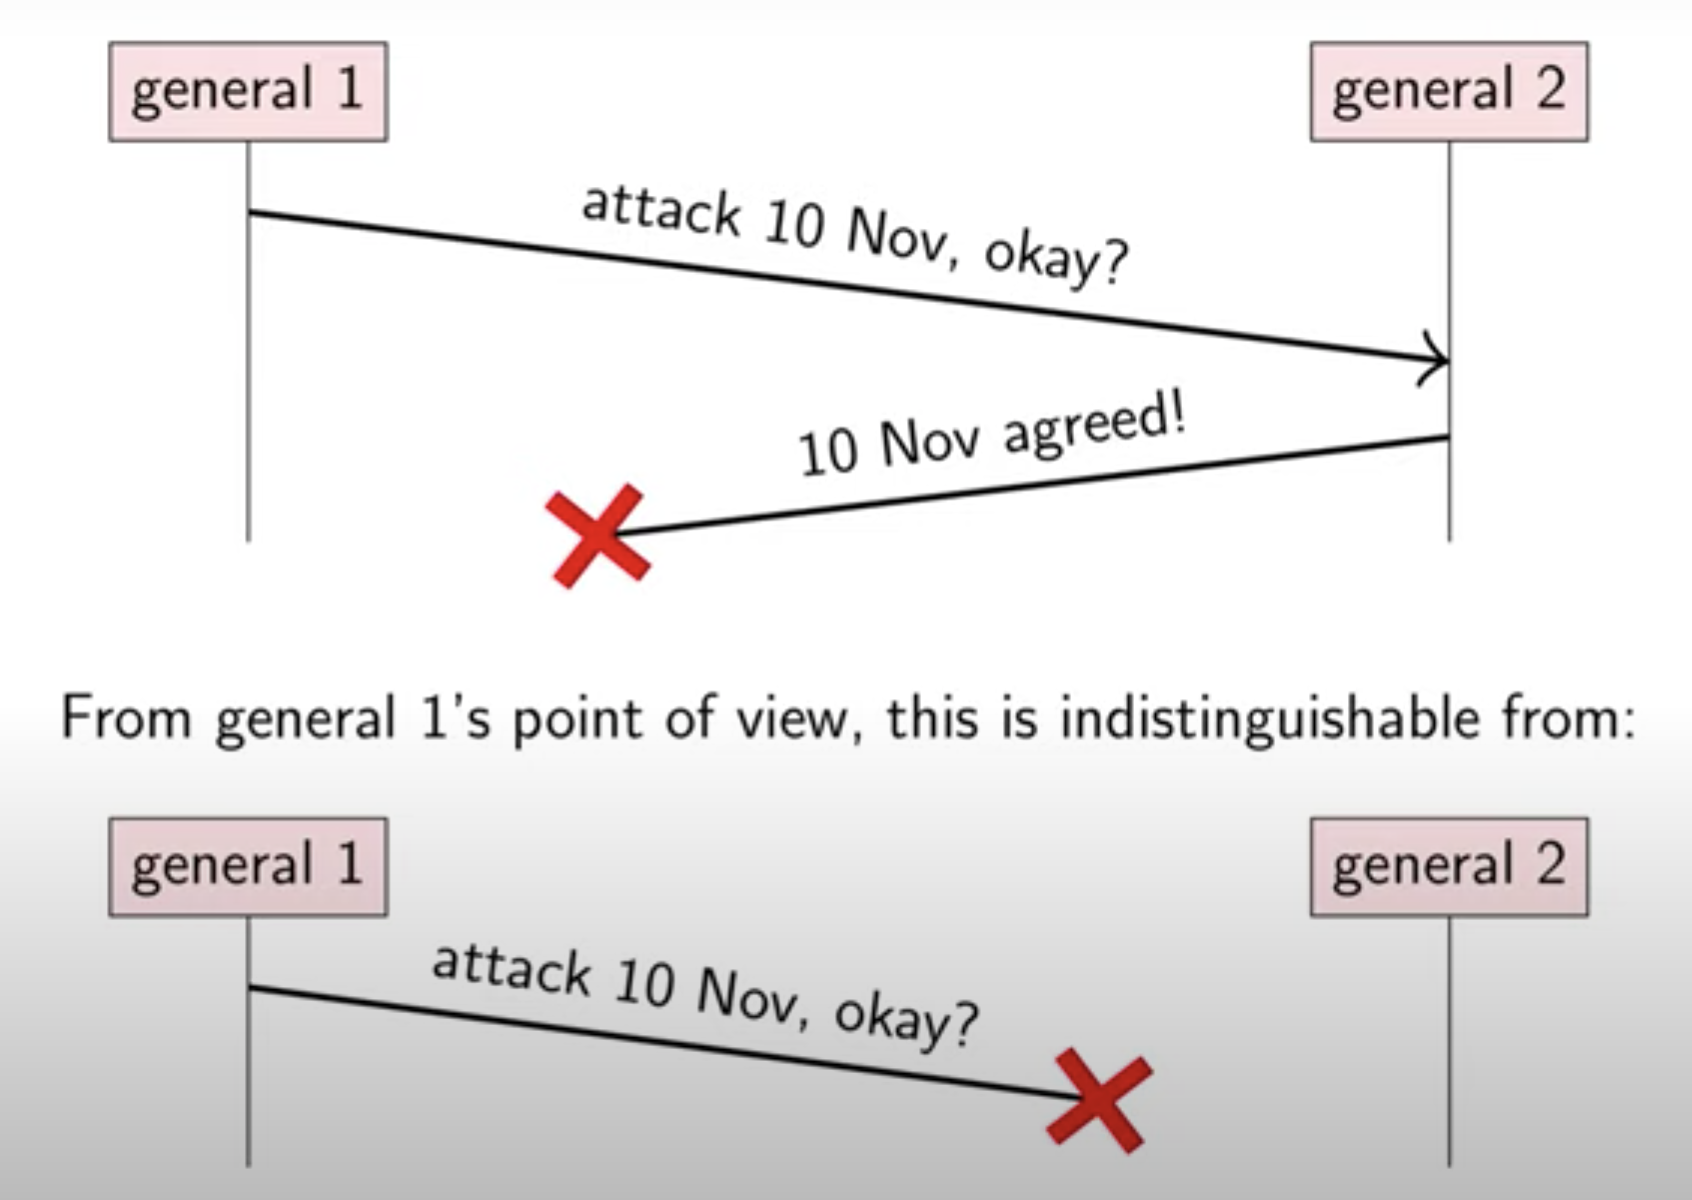 general 1
general 2
attack 10 Nov, okay?
10 Nov agreed!
From general 1's point of view, this is indistinguishable from:
general 1
general 2
attack 10 Nov, okay?